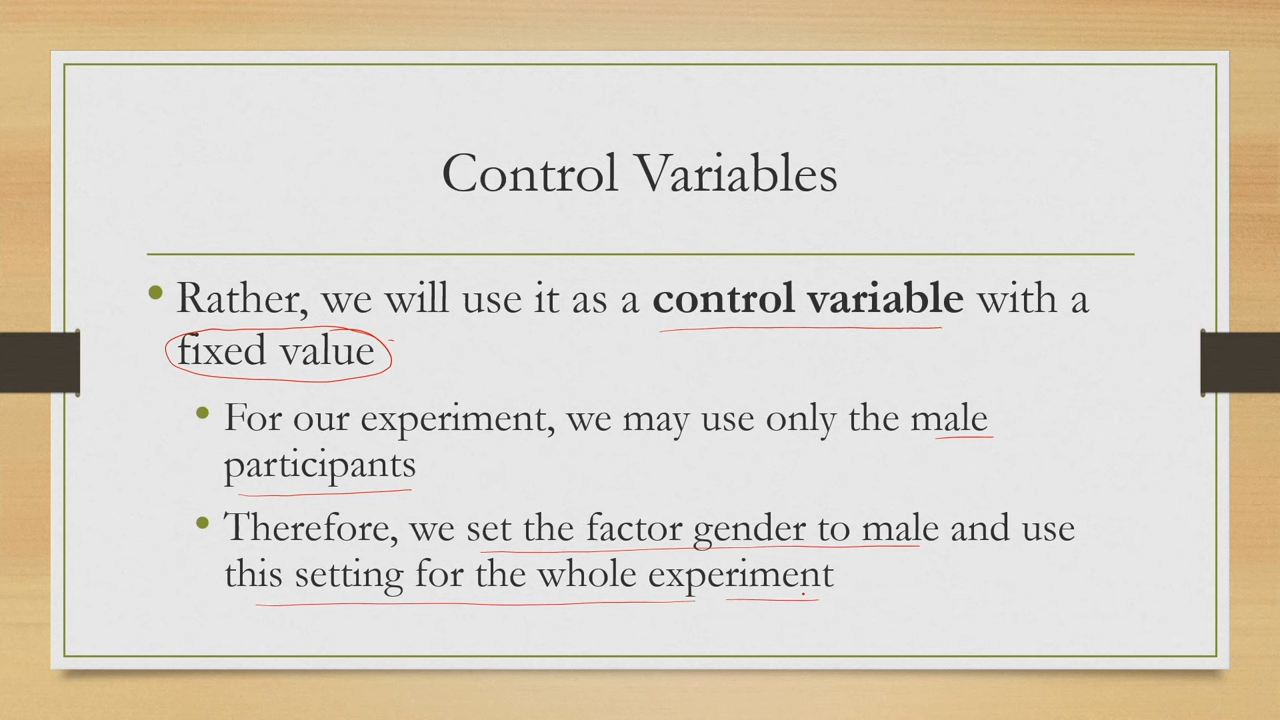 Control Variables
Rather, we will use it as a control variable with a
fixed value
For our experiment, we may use only the male
participants
Therefore, we set the factor gender to male and use
this setting for the whole experiment